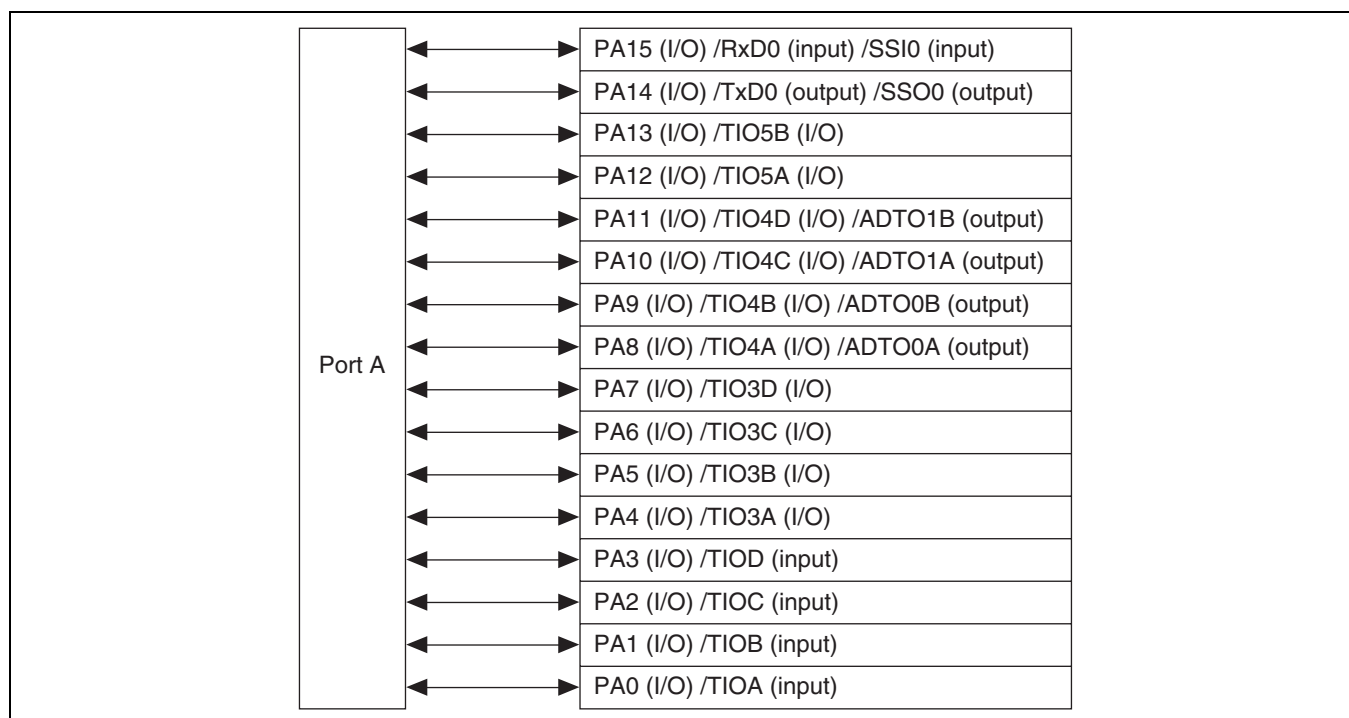 PA15 (I/O) /RxD0 (input) /SSI0 (input)
PA14 (I/O) /TxD0 (output) /SSO0 (output)
PA13 (I/O) /TIO5B (I/O)
PA12 (I/O) /TIO5A (I/O)
PA11 (I/O) /TIO4D (I/O) /ADTO1B (output)
PA10 (I/O) /TIO4C (I/O) /ADTO1A (output)
PA9 (I/O) /TIO4B (I/O) /ADTO0B (output)
PA8 (I/O) /TIO4A (I/O) /ADTO0A (output)
Port A
PA7 (I/O) /TIO3D (I/O)
PA6 (I/O) /TIO3C (I/O)
PA5 (I/O) /TIO3B (I/O)
PA4 (I/O) /TIO3A (I/O)
PA3 (I/O) /TIOD (input)
PA2 (I/O) /TIOC (input)
PA1 (I/O) /TIOB (input)
PA0 (I/O) /TIOA (input)